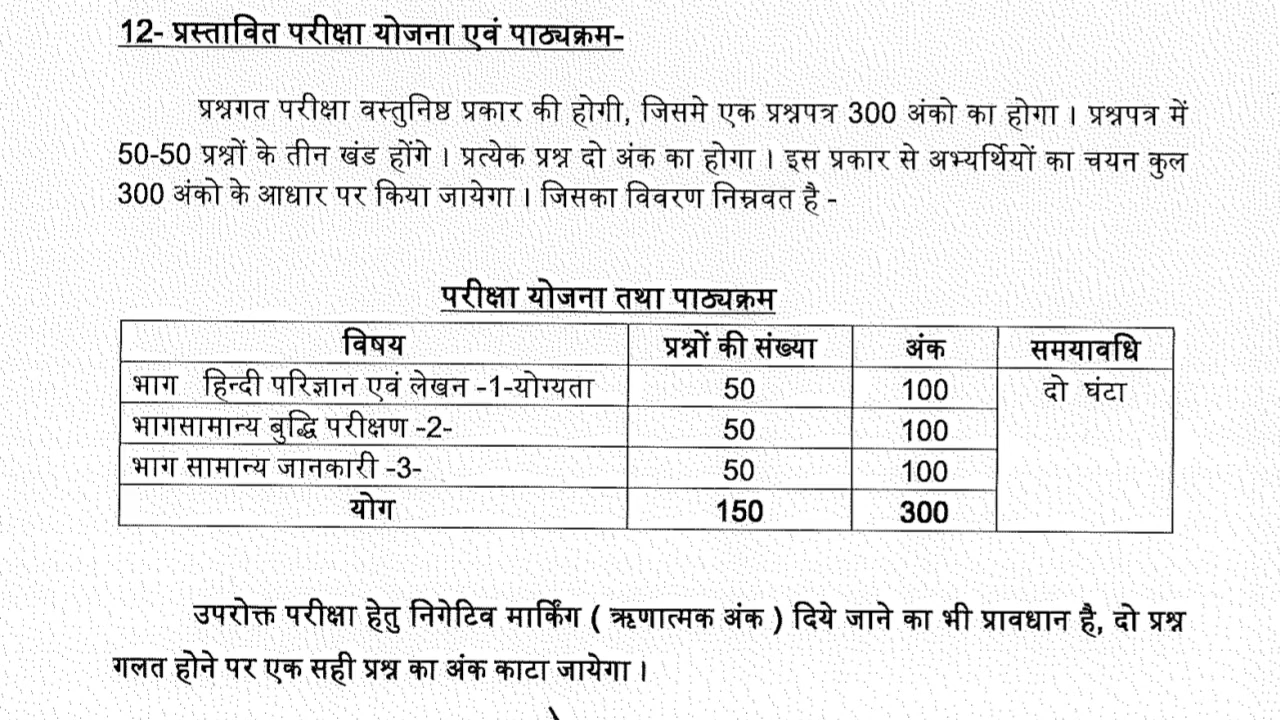 12- प्रस्तावित परीक्षा योजना एवं पाठ्यक्रम-
प्रश्नगत परीक्षा वस्तुनिष्ठ प्रकार की होगी, जिसमे एक प्रश्नपत्र 300 अंको का होगा । प्रश्नपत्र में
50-50 प्रश्नों के तीन खंड होंगे । प्रत्येक प्रश्न दो अंक का होगा । इस प्रकार से अभ्यर्थियों का चयन कुल
300 अंको के आधार पर किया जायेगा । जिसका विवरण निम्नवत है -
परीक्षा योजना तथा पाठ्यक्रम
विषय प्रश्नों की संख्या अंक समयावधि
भाग हिन्दी परिज्ञान एवं लेखन -1-योग्यता 50 100 दो घंटा
भागसामान्य बुद्धि परीक्षण -2- 50 100
भाग सामान्य जानकारी -3- 50 100
योग 150 300
उपरोक्त परीक्षा हेतु निगेटिव मार्किंग ( ऋणात्मक अंक ) दिये जाने का भी प्रावधान है, दो प्रश्न
गलत होने पर एक सही प्रश्न का अंक काटा जायेगा ।